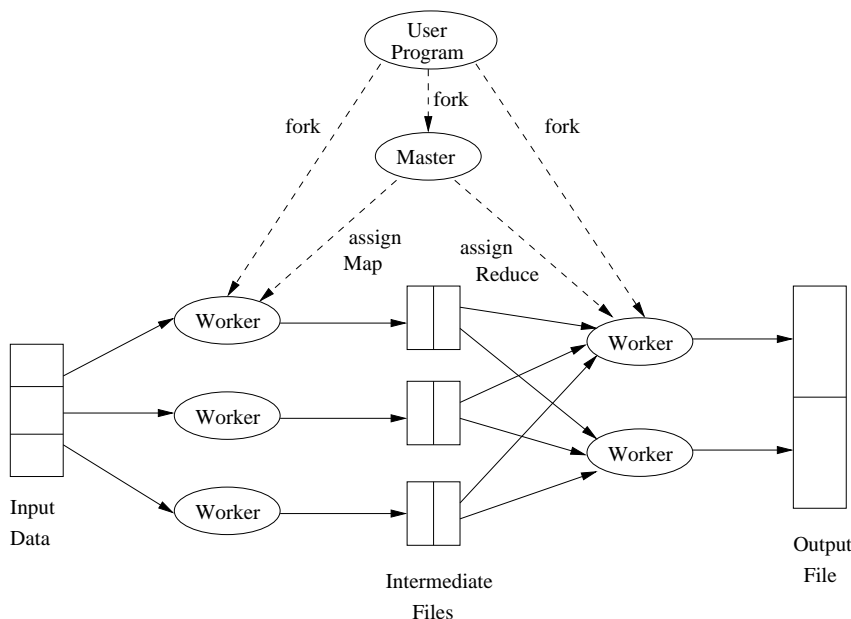 User
Program
fork
fork
fork
Master
assign
Map
assign
Reduce
Worker
Worker
Worker
Worker
Worker
Input
Data
Intermediate
Files
Output
File